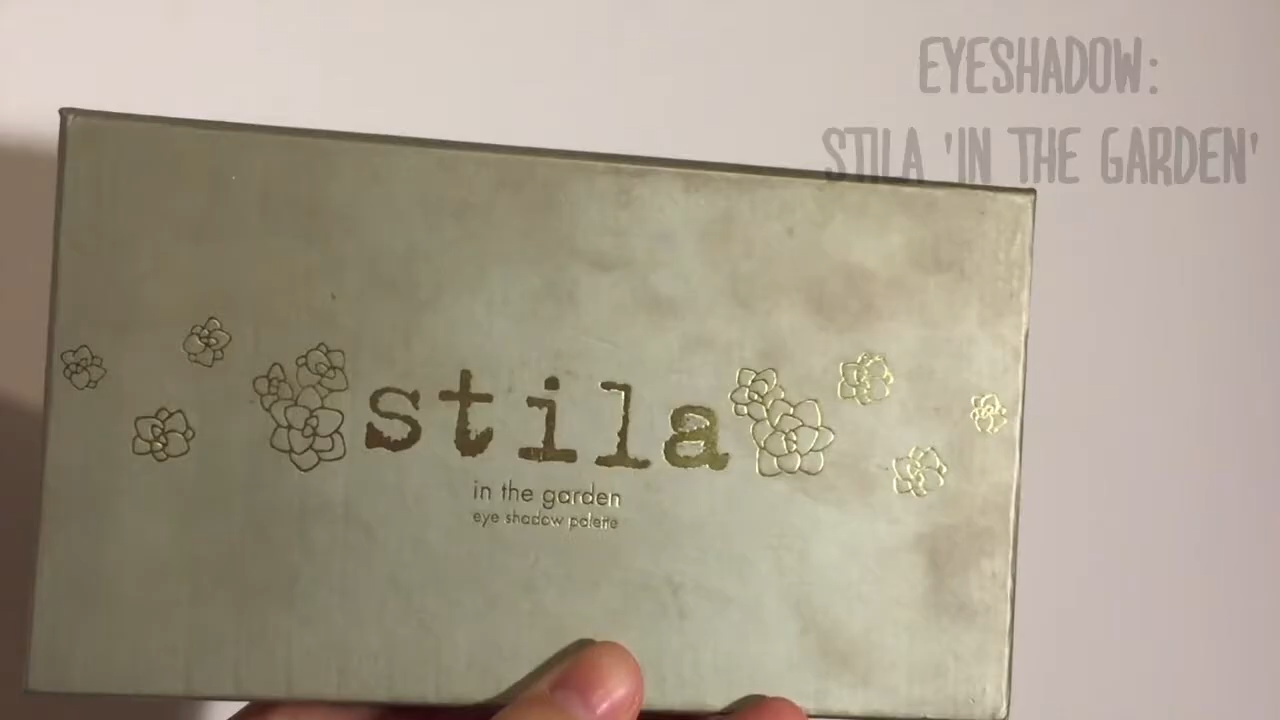 EYESHADOW:
STILA 'IN THE GARDEN'
stila
in the garden
eye shadow palette